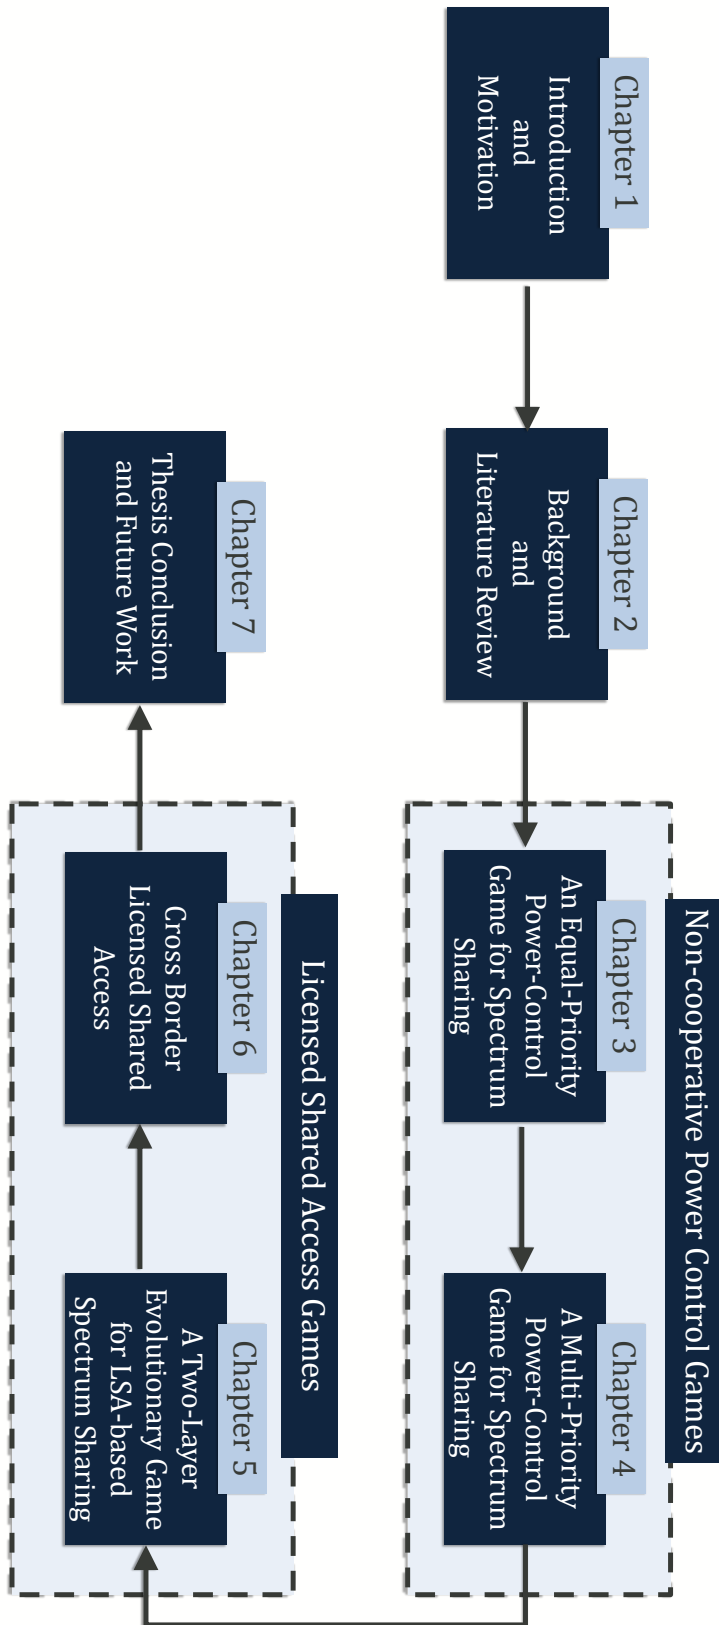 Chapter 1
Introduction
and
Motivation
Chapter 2
Background
and
Literature Review
Non-cooperative Power Control Games
Chapter 3
An Equal-Priority
Power-Control
Game for Spectrum
Sharing
Chapter 4
A Multi-Priority
Power-Control
Game for Spectrum
Sharing
Licensed Shared Access Games
Chapter 5
A Two-Layer
Evolutionary Game
for LSA-based
Spectrum Sharing
Chapter 6
Cross Border
Licensed Shared
Access
Chapter 7
Thesis Conclusion
and Future Work